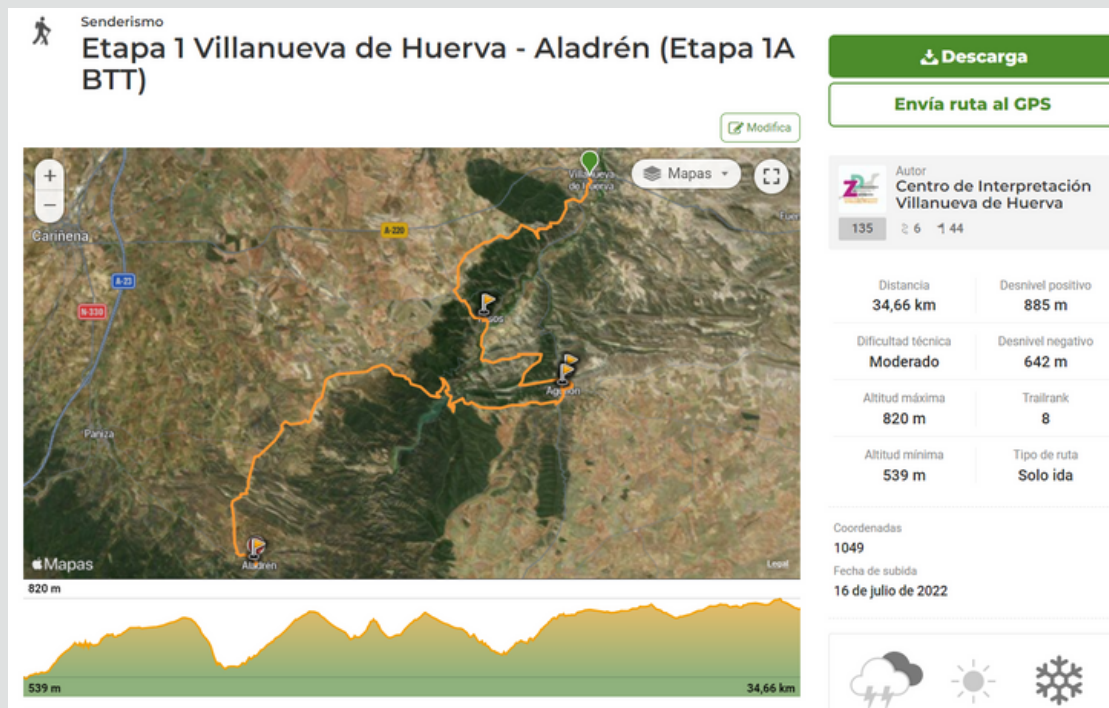 Senderismo
Etapa 1 Villanueva de Huerva - Aladrén (Etapa 1A
BTT)
Modifica
Descarga
Envía ruta al GPS
+
−
Villanueva
de Huerva
Mapas
Cariñena
A-220
A-23
N-330
Paniza
Aladrén
Mapas
Legal
820 m
539 m
34,66 km
Autor
Centro de Interpretación
Villanueva de Huerva
135
6
44
Distancia
34,66 km
Desnivel positivo
885 m
Dificultad técnica
Moderado
Desnivel negativo
642 m
Altitud máxima
820 m
Trailrank
8
Altitud mínima
539 m
Tipo de ruta
Solo ida
Coordenadas
1049
Fecha de subida
16 de julio de 2022